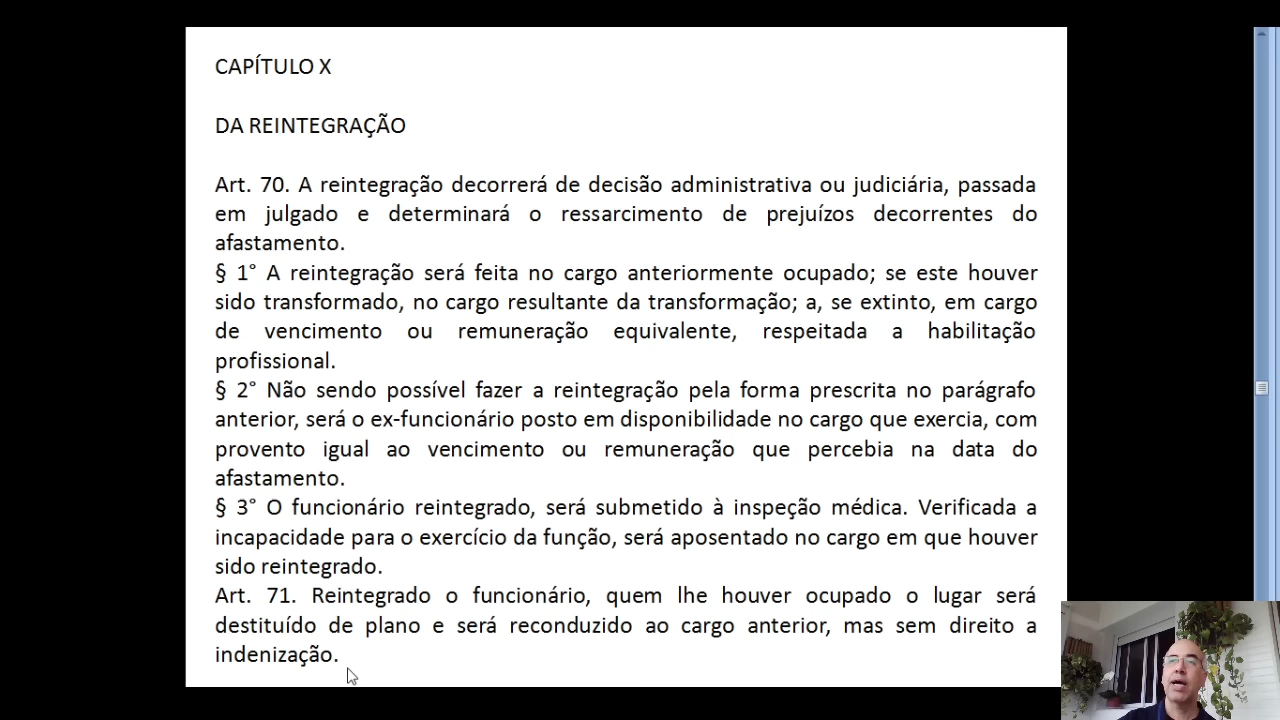 CAPÍTULO X
DA REINTEGRAÇÃO
Art. 70. A reintegração decorrerá de decisão administrativa ou judiciária, passada
em julgado e determinará o ressarcimento de prejuízos decorrentes do
afastamento.
§ 1° A reintegração será feita no cargo anteriormente ocupado; se este houver
sido transformado, no cargo resultante da transformação; a, se extinto, em cargo
de vencimento ou remuneração equivalente, respeitada a habilitação
profissional.
§ 2° Não sendo possível fazer a reintegração pela forma prescrita no parágrafo
anterior, será o ex-funcionário posto em disponibilidade no cargo que exercia, com
provento igual ao vencimento ou remuneração que percebia na data do
afastamento.
§ 3° O funcionário reintegrado, será submetido à inspeção médica. Verificada a
incapacidade para o exercício da função, será aposentado no cargo em que houver
sido reintegrado.
Art. 71. Reintegrado o funcionário, quem lhe houver ocupado o lugar será
destituído de plano e será reconduzido ao cargo anterior, mas sem direito a
indenização.